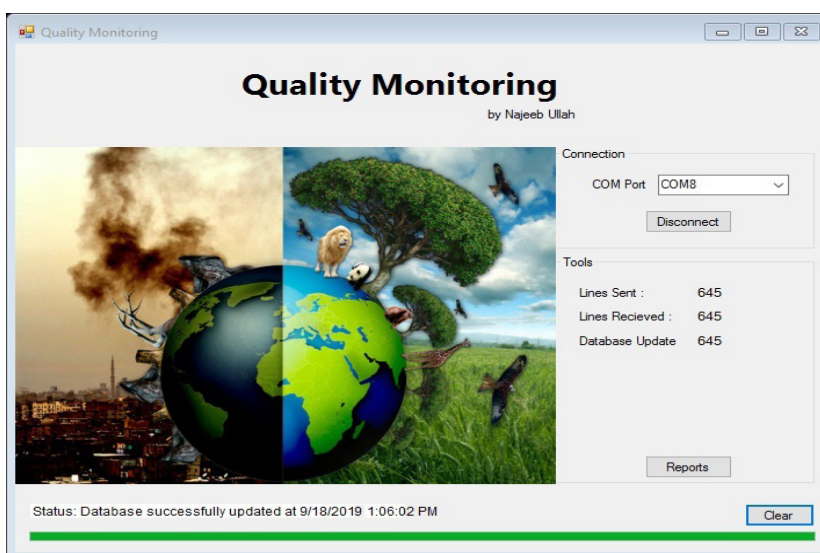 Quality Monitoring
Quality Monitoring
by Najeeb Ullah
Connection
COM Port COM8
Disconnect
Tools
Lines Sent : 645
Lines Recieved : 645
Database Update 645
Reports
Status: Database successfully updated at 9/18/2019 1:06:02 PM
Clear